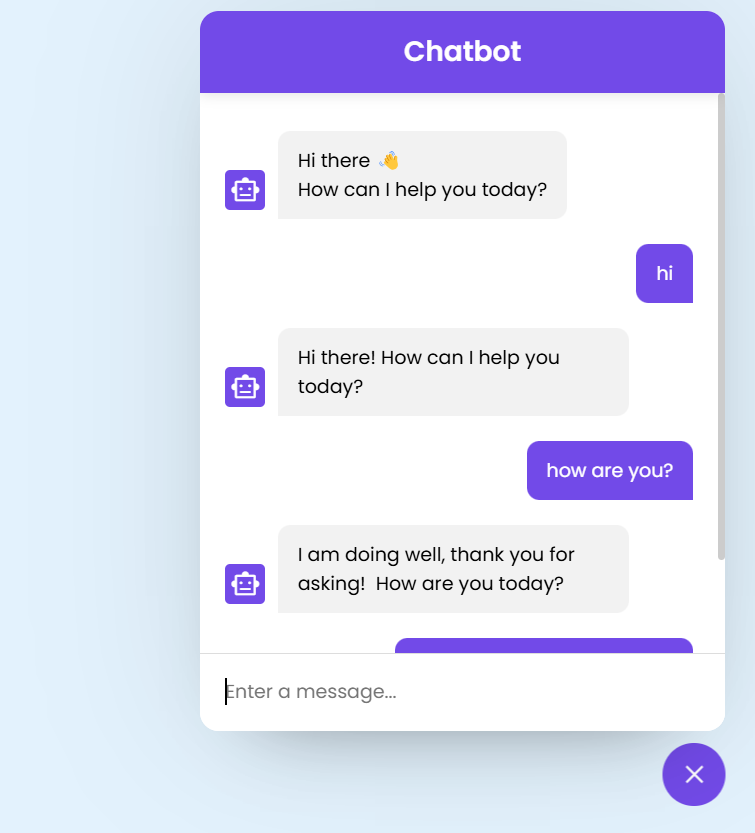 Chatbot
Hi there 👋
How can I help you today?
hi
Hi there! How can I help you
today?
how are you?
I am doing well, thank you for
asking!  How are you today?
Enter a message...